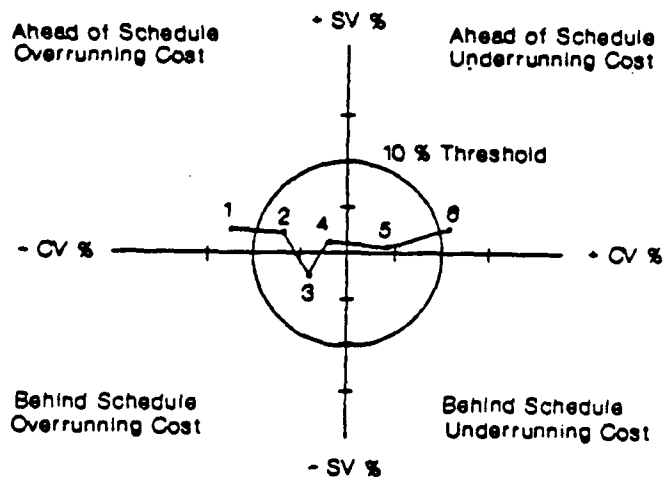 + SV %
Ahead of Schedule
Overrunning Cost
Ahead of Schedule
Underrunning Cost
10 % Threshold
1
2
3
4
5
6
- CV %
+ CV %
Behind Schedule
Overrunning Cost
Behind Schedule
Underrunning Cost
- SV %